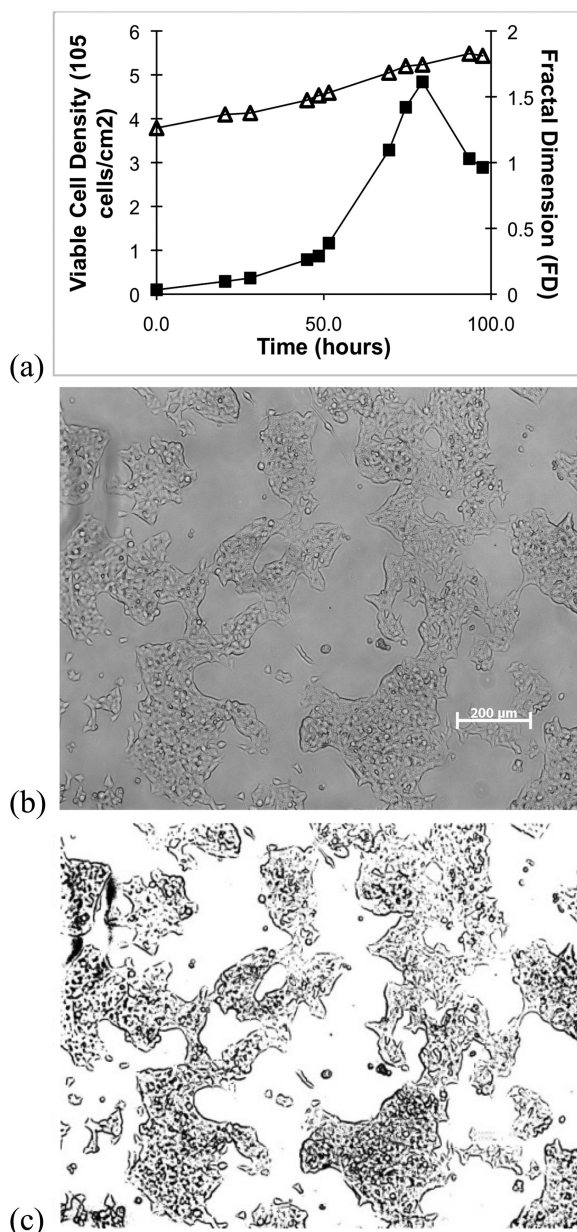 Viable Cell Density (105
cells/cm2)
6
5
4
3
2
1
0
2
1.5
1
0.5
0
Fractal Dimension (FD)
0.0
50.0
100.0
Time (hours)
(a)
200 µm
(b)
(c)